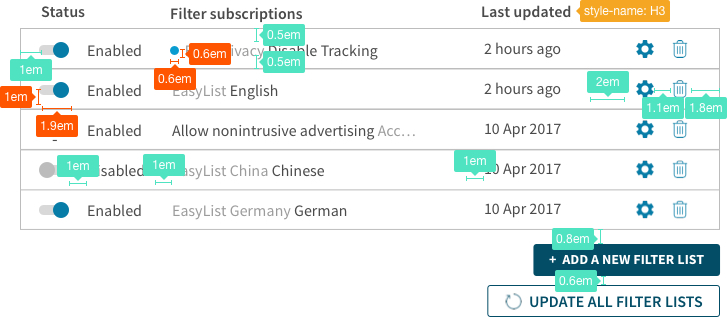 Status Filter subscriptions Last updated style-name: H3
0.5em
Enabled Privacy Disable Tracking 2 hours ago
0.6em
1em 0.5em
0.6em
2em
Enabled EasyList English 2 hours ago
1em 1.1em 1.8em
1.9em
Enabled Allow nonintrusive advertising Acc... 10 Apr 2017
1em 1em 1em
EasyList China Chinese 10 Apr 2017
Enabled EasyList Germany German 10 Apr 2017
0.8em
+ ADD A NEW FILTER LIST
0.6em
UPDATE ALL FILTER LISTS